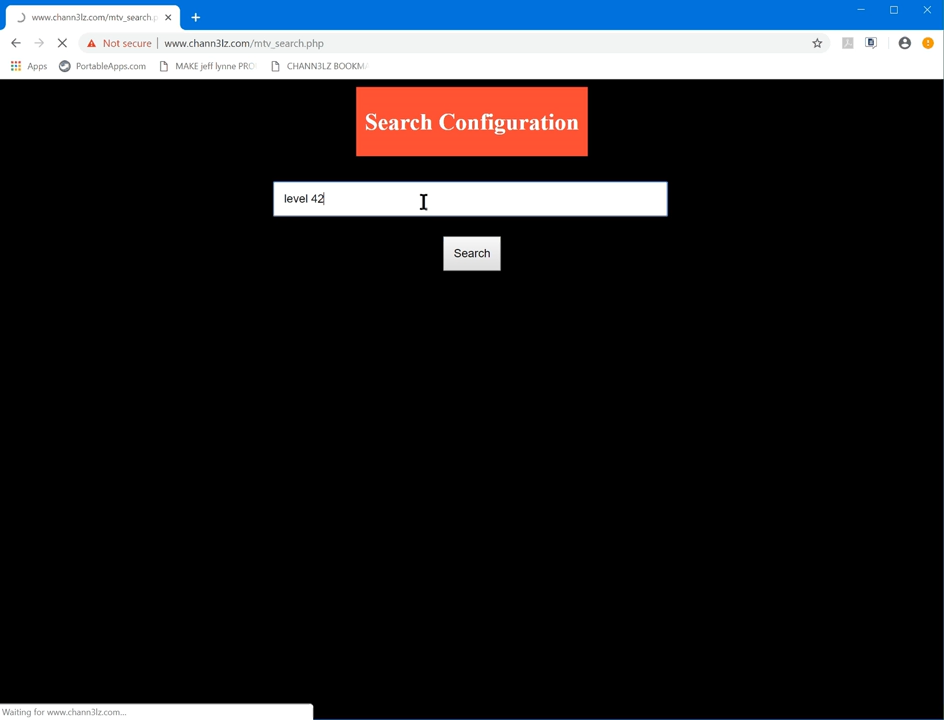 www.chann3lz.com/mtv_search.p
Not secure | www.chann3lz.com/mtv_search.php
Apps PortableApps.com MAKE jeff lynne PRO CHANN3LZ BOOKM
Search Configuration
level 42
Search
Waiting for www.chann3lz.com...